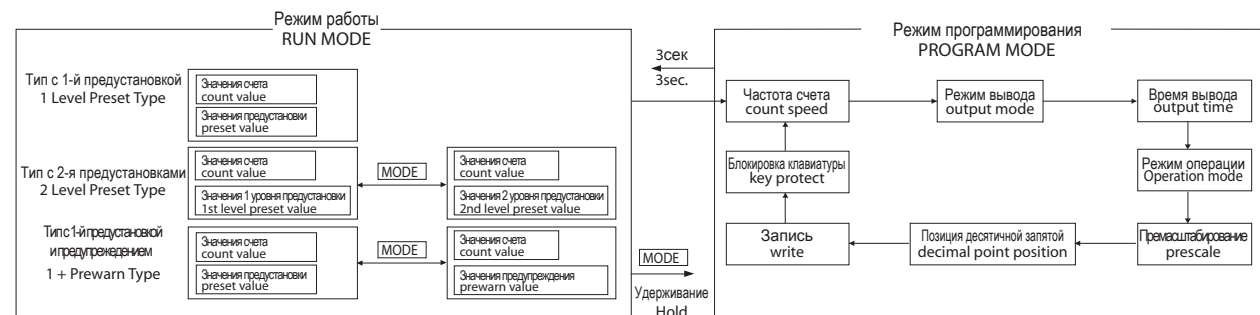 Режим работы
RUN MODE
Тип с 1-й предустановкой
1 Level Preset Type
Значения счета
count value
Значения предустановки
preset value
Тип с 2-я предустановками
2 Level Preset Type
Значения счета
count value
Значения 1 уровня предустановки
1st level preset value
MODE
Значения счета
count value
Значения 2 уровня предустановки
2nd level preset value
Тип с 1-й предустановкой
и предупреждением
1 + Prewarn Type
Значения счета
count value
Значения предустановки
preset value
MODE
Значения счета
count value
Значения предупреждения
prewarn value
3сек
3sec.
MODE
Удерживание
Hold
Режим программирования
PROGRAM MODE
Частота счета
count speed
Режим вывода
output mode
Время вывода
output time
Блокировка клавиатуры
key protect
Режим операции
Operation mode
Запись
write
Позиция десятичной запятой
decimal point position
Премасштабирование
prescale